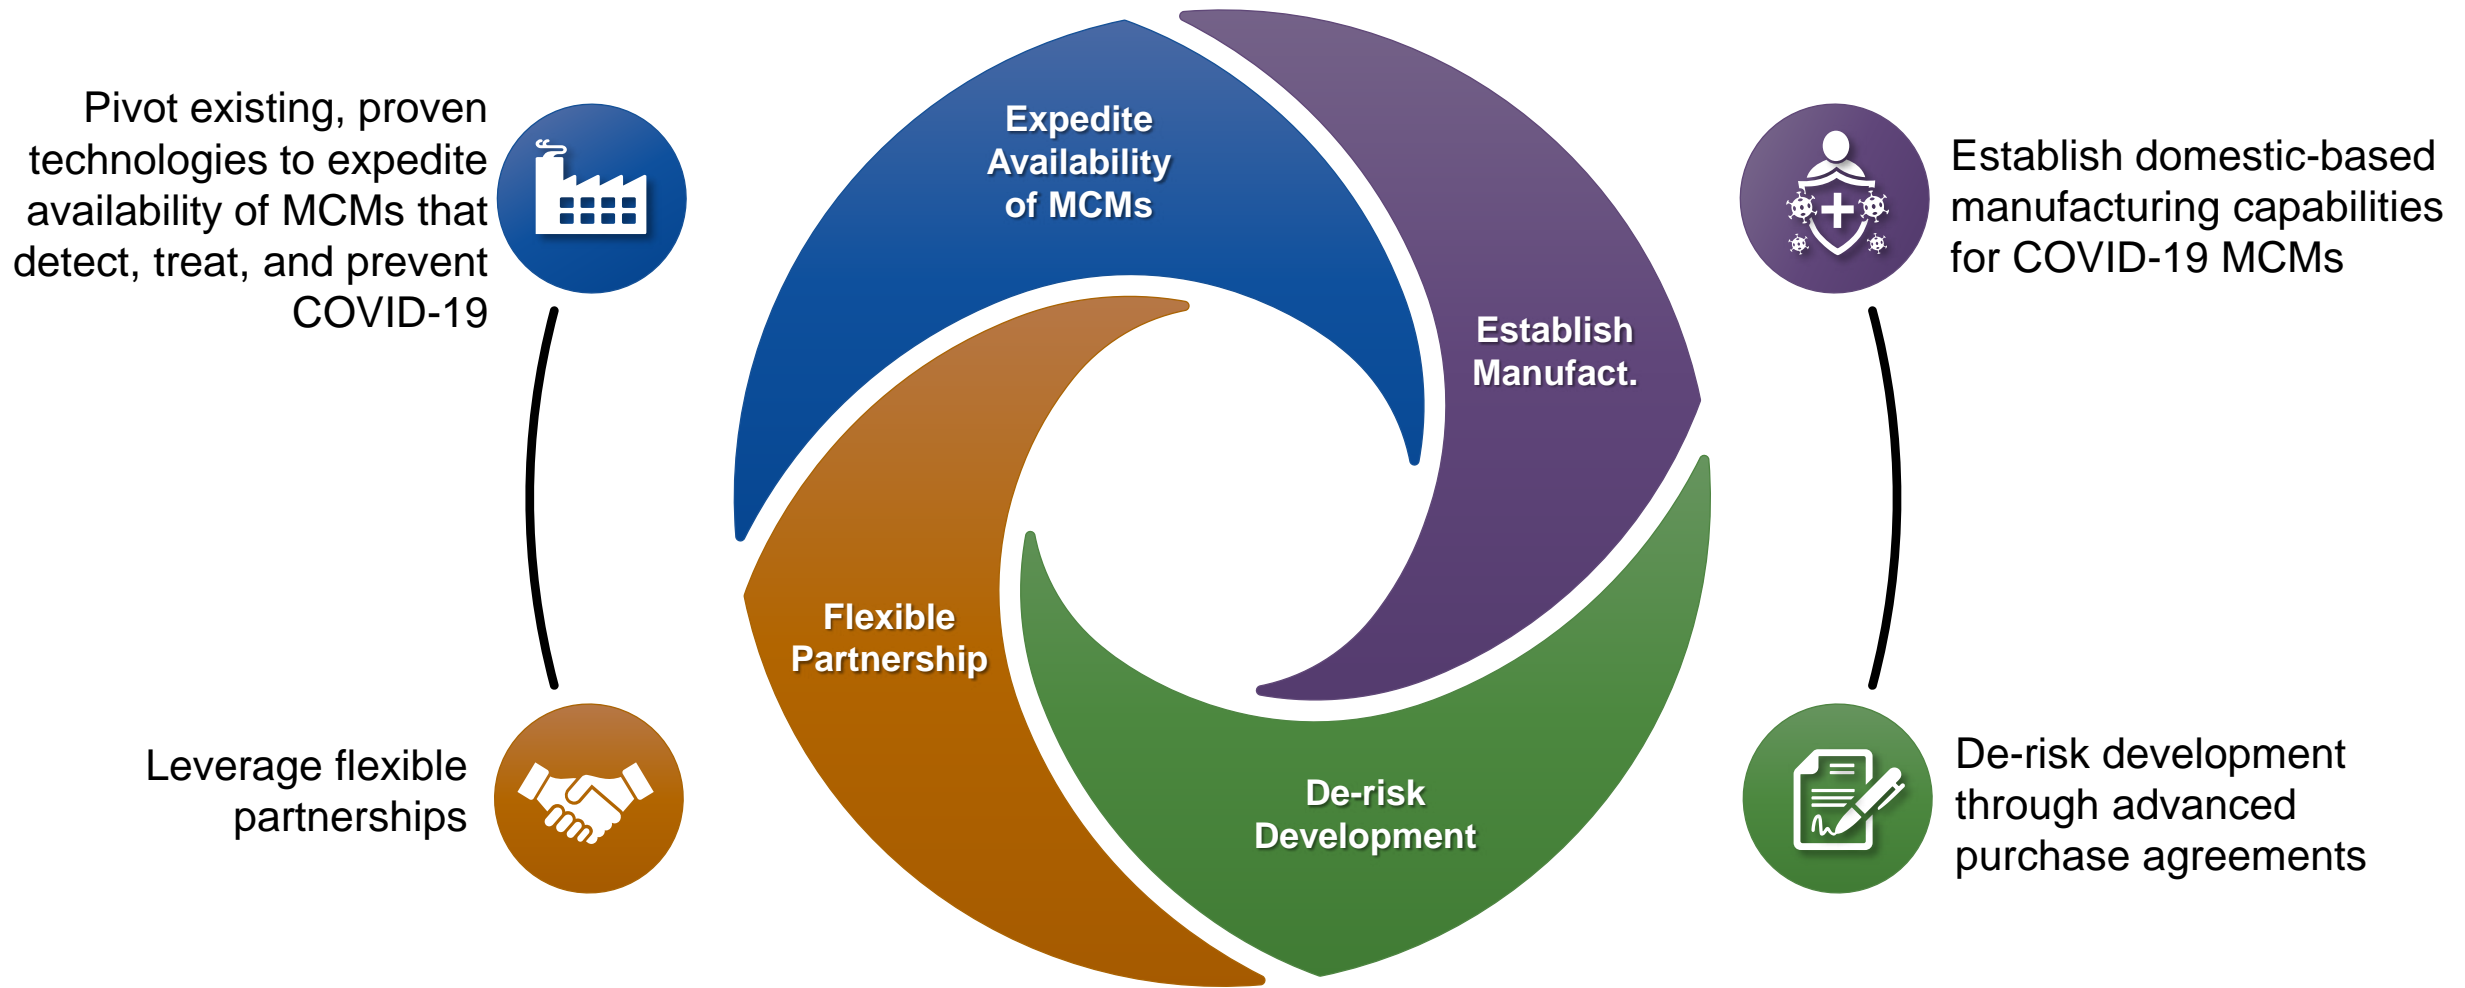 Pivot existing, proven
technologies to expedite
availability of MCMs that
detect, treat, and prevent
COVID-19
Expedite
Availability
of MCMs
Establish
Manufact.
Establish domestic-based
manufacturing capabilities
for COVID-19 MCMs
Leverage flexible
partnerships
Flexible
Partnership
De-risk
Development
De-risk development
through advanced
purchase agreements